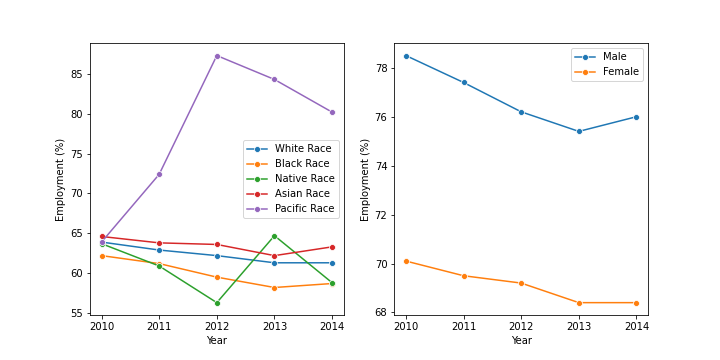 85
80
75
70
65
60
55
Employment (%)
2010 2011 2012 2013 2014
Year
White Race
Black Race
Native Race
Asian Race
Pacific Race
78
76
74
72
70
68
Employment (%)
2010 2011 2012 2013 2014
Year
Male
Female